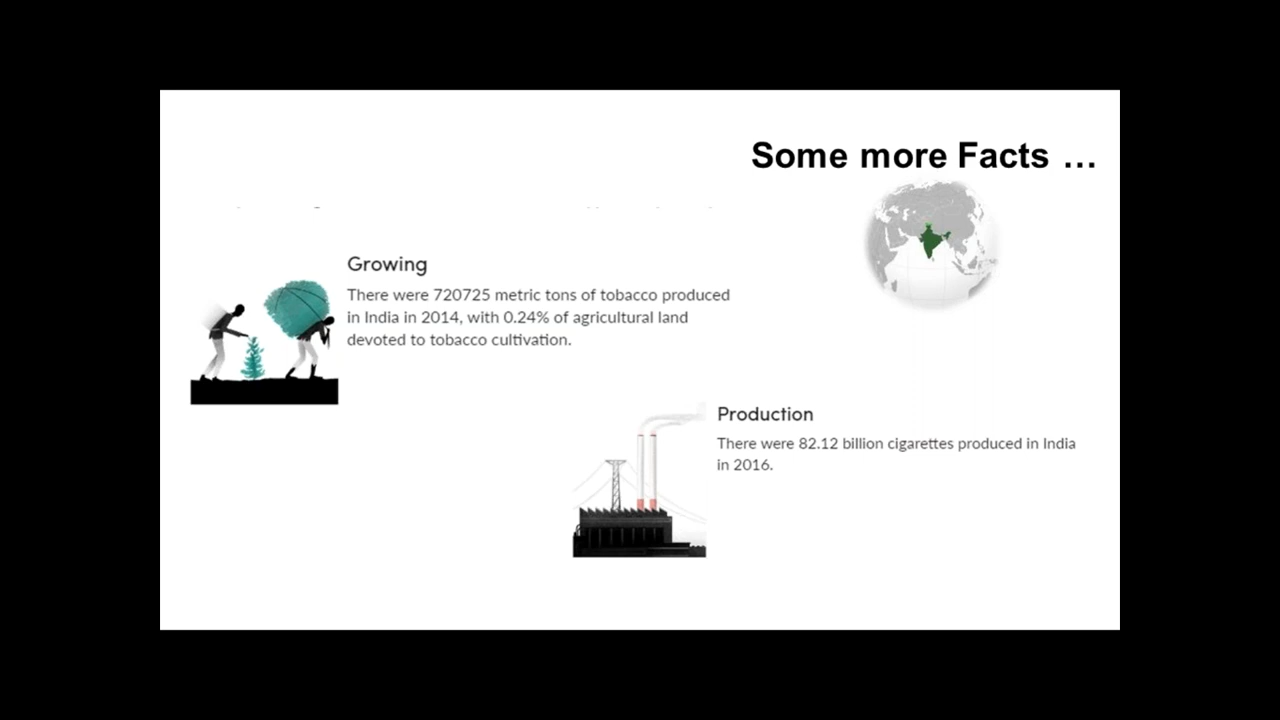 Some more Facts …
Growing
There were 720725 metric tons of tobacco produced
in India in 2014, with 0.24% of agricultural land
devoted to tobacco cultivation.
Production
There were 82.12 billion cigarettes produced in India
in 2016.